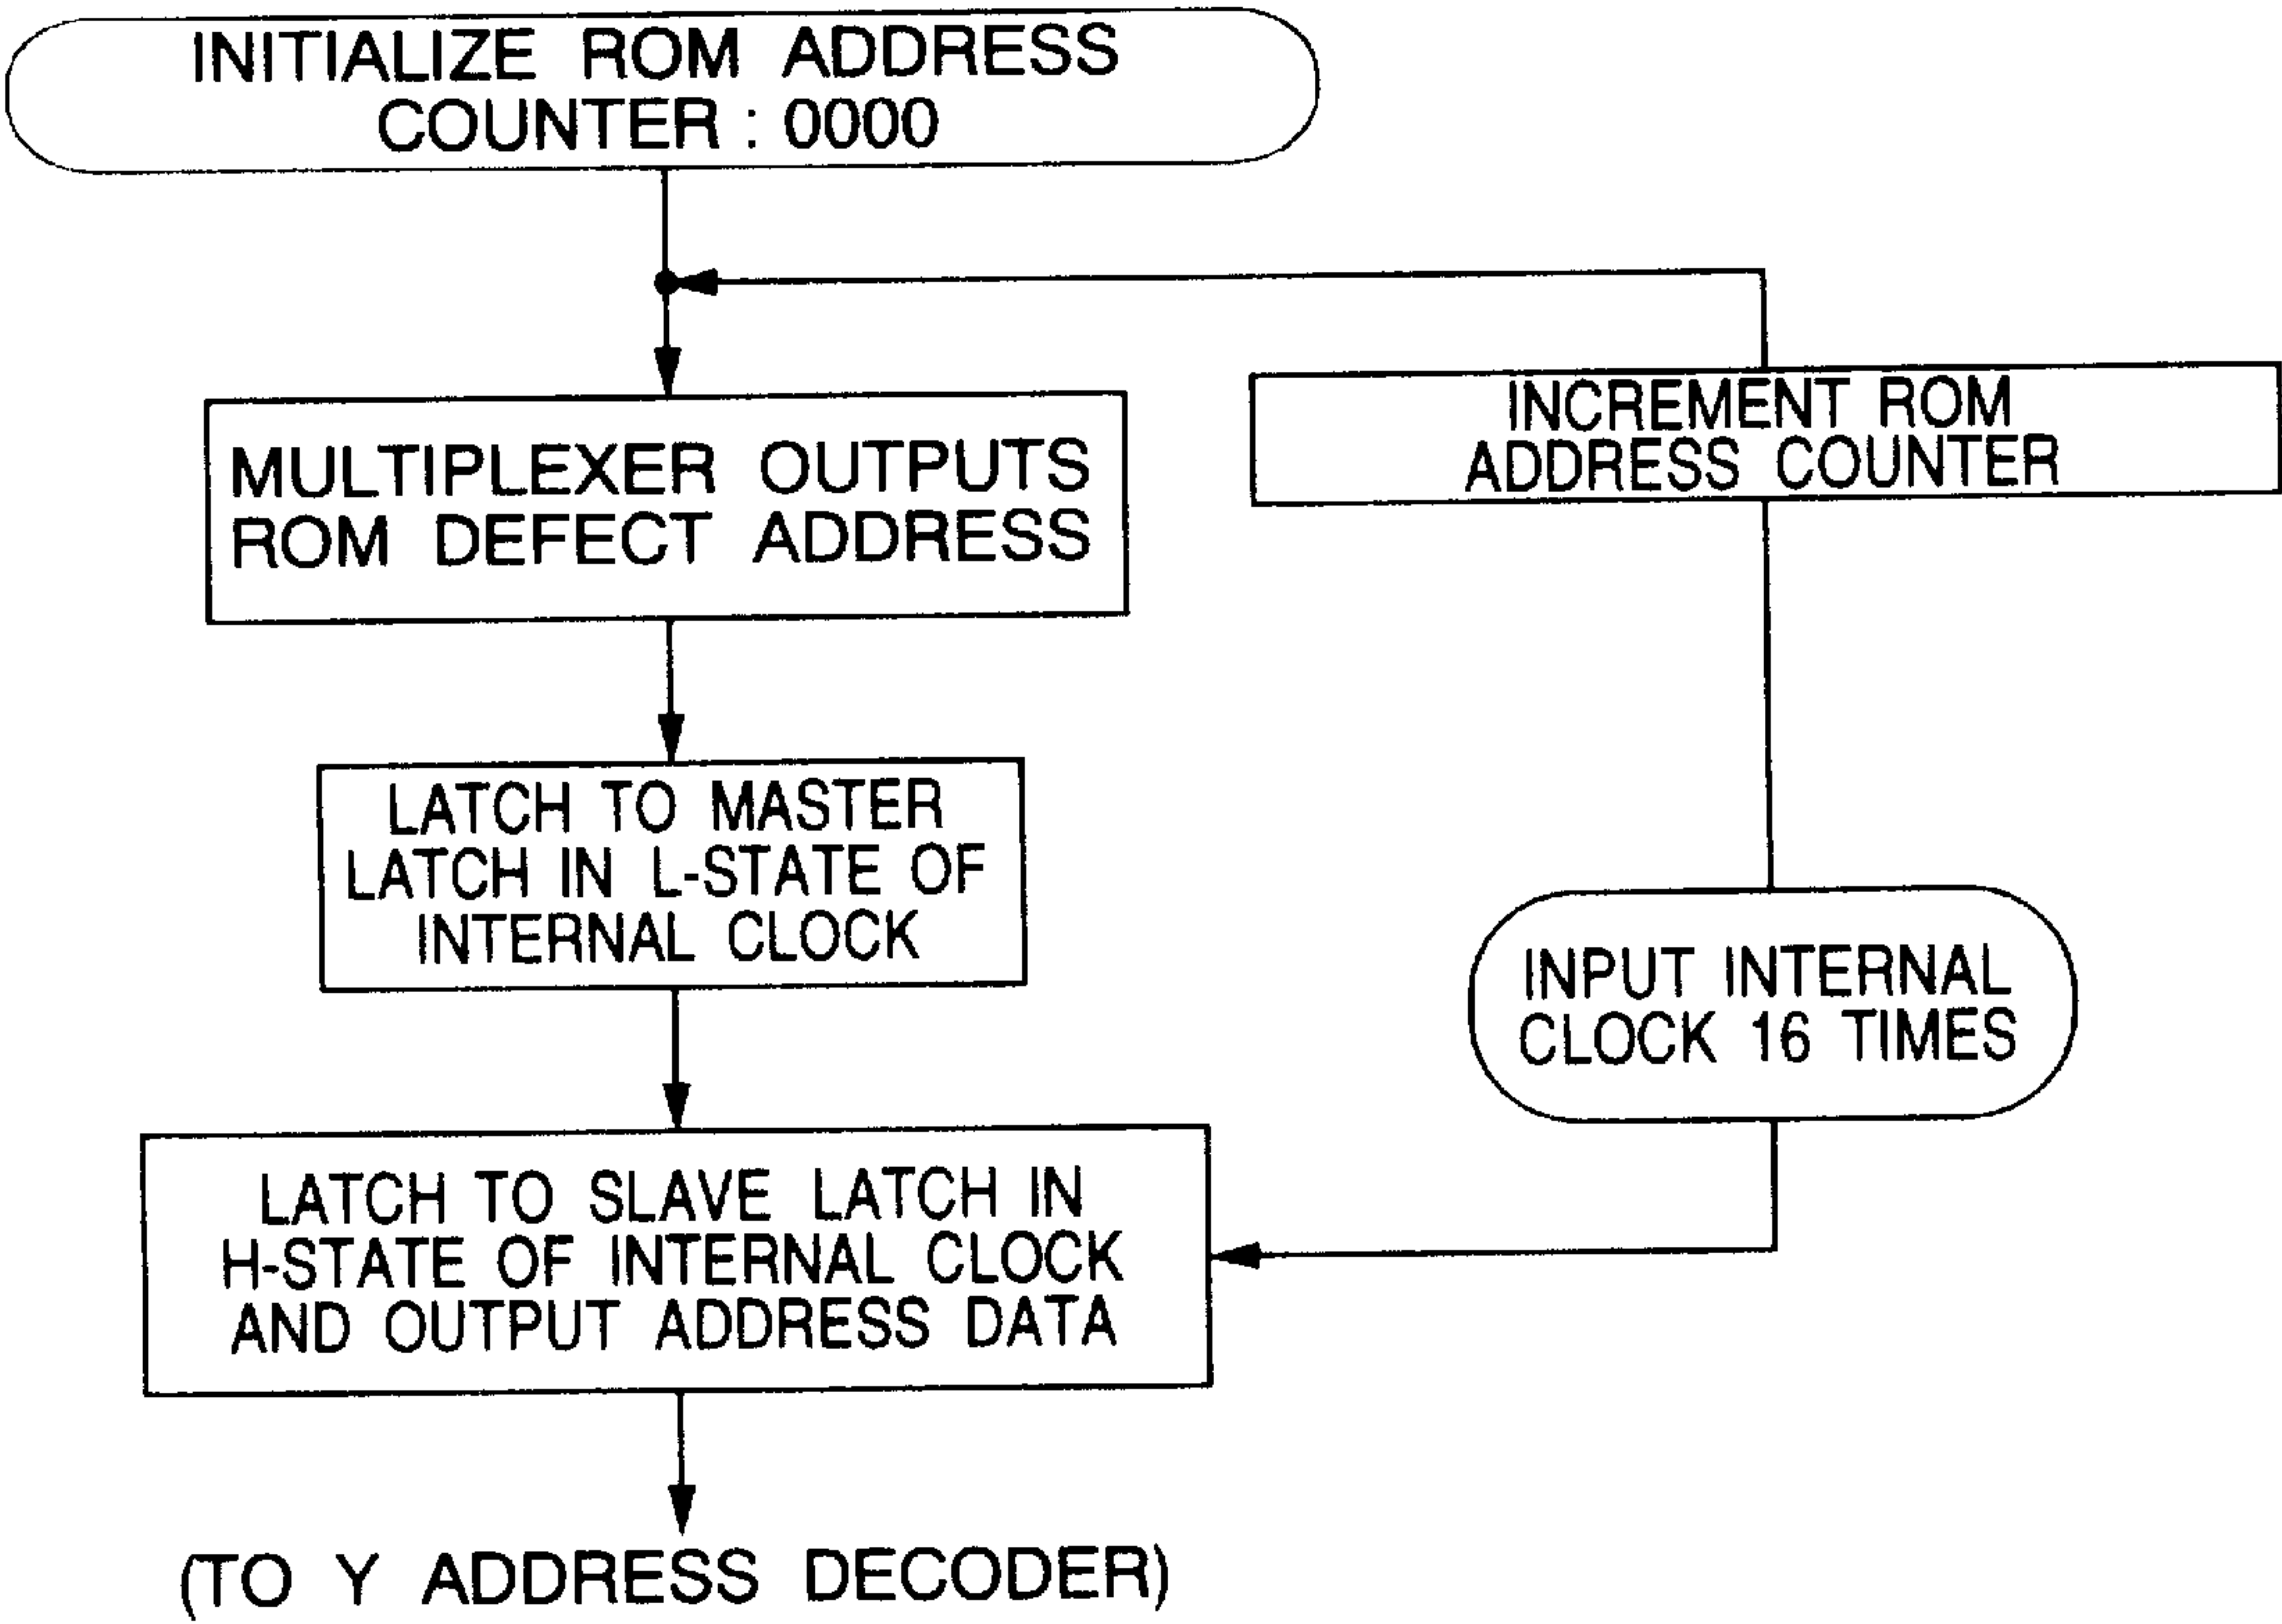 INITIALIZE ROM ADDRESS
COUNTER : 0000
MULTIPLEXER OUTPUTS
ROM DEFECT ADDRESS
INCREMENT ROM
ADDRESS COUNTER
LATCH TO MASTER
LATCH IN L-STATE OF
INTERNAL CLOCK
INPUT INTERNAL
CLOCK 16 TIMES
LATCH TO SLAVE LATCH IN
H-STATE OF INTERNAL CLOCK
AND OUTPUT ADDRESS DATA
(TO Y ADDRESS DECODER)